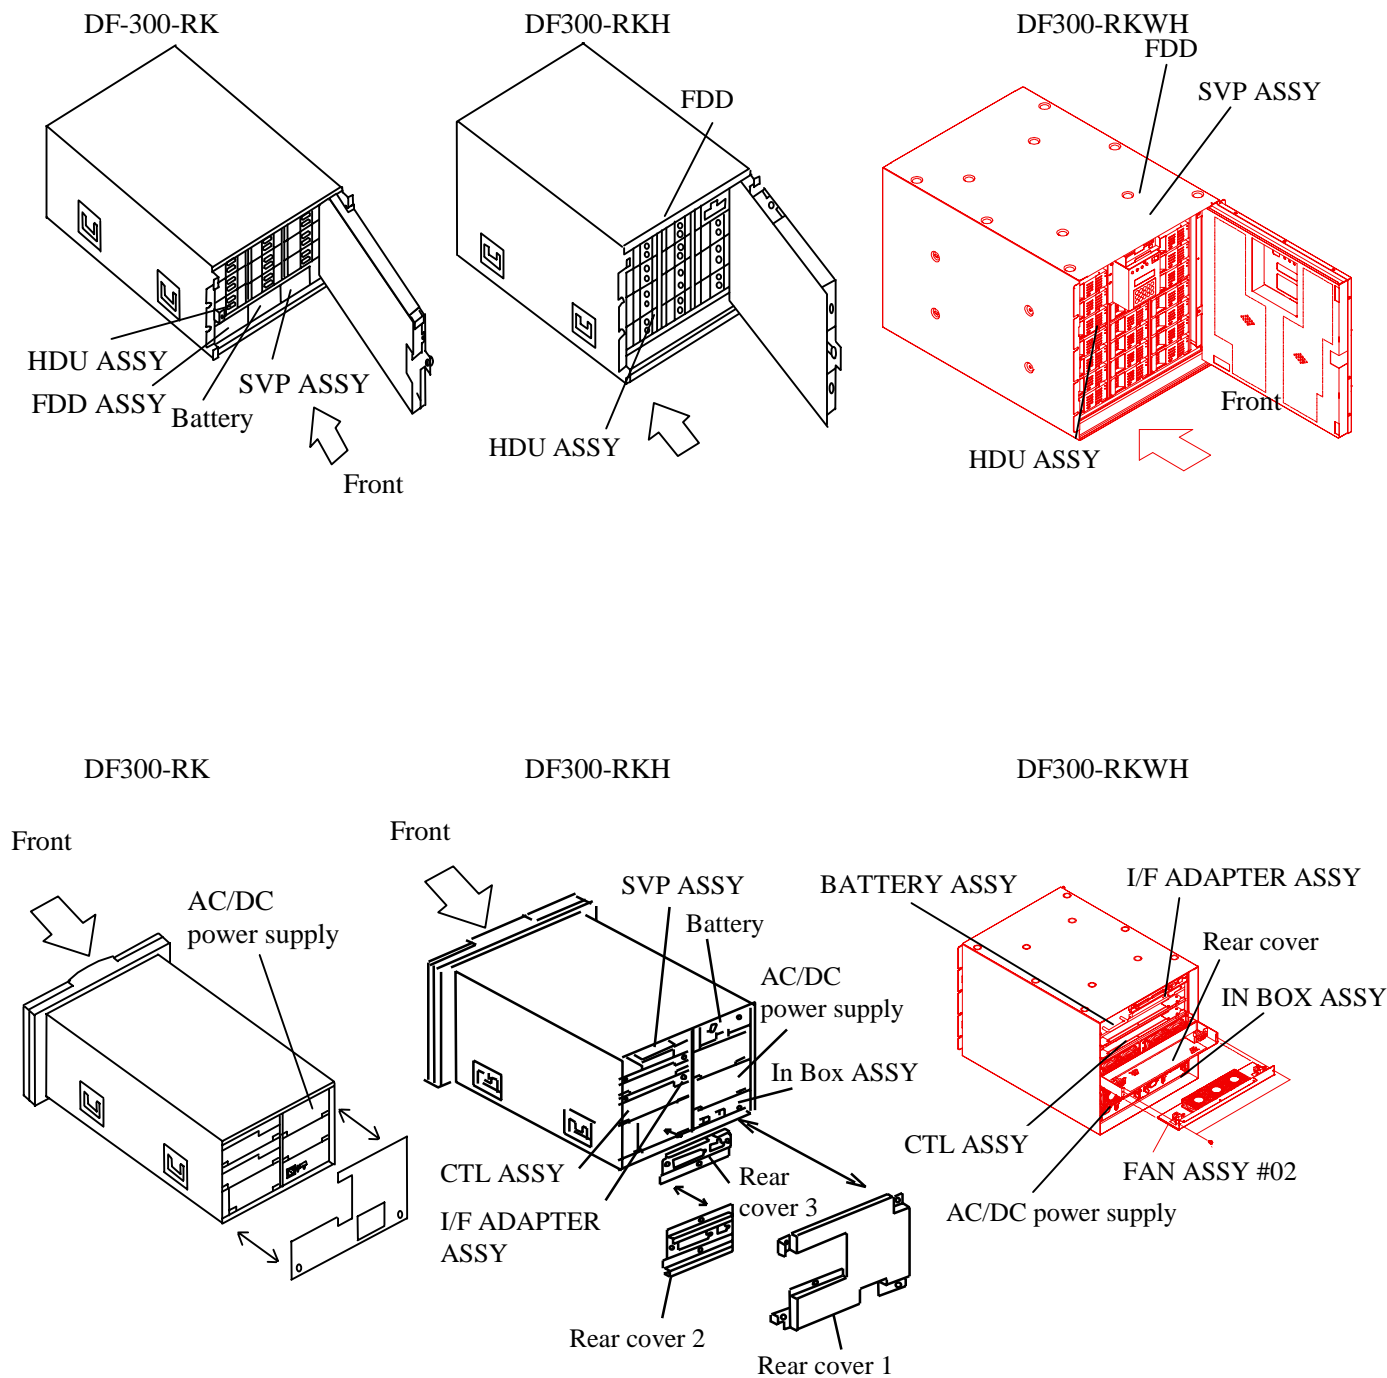 DF-300-RK
DF300-RKH
DF300-RKWH
FDD
SVP ASSY
FDD
HDU ASSY
FDD ASSY
Battery
SVP ASSY
Front
HDU ASSY
HDU ASSY
Front
DF300-RK
DF300-RKH
DF300-RKWH
Front
AC/DC
power supply
Front
SVP ASSY
Battery
AC/DC
power supply
In Box ASSY
CTL ASSY
I/F ADAPTER
ASSY
Rear
cover 3
Rear cover 2
Rear cover 1
BATTERY ASSY
I/F ADAPTER ASSY
Rear cover
IN BOX ASSY
CTL ASSY
FAN ASSY #02
AC/DC power supply